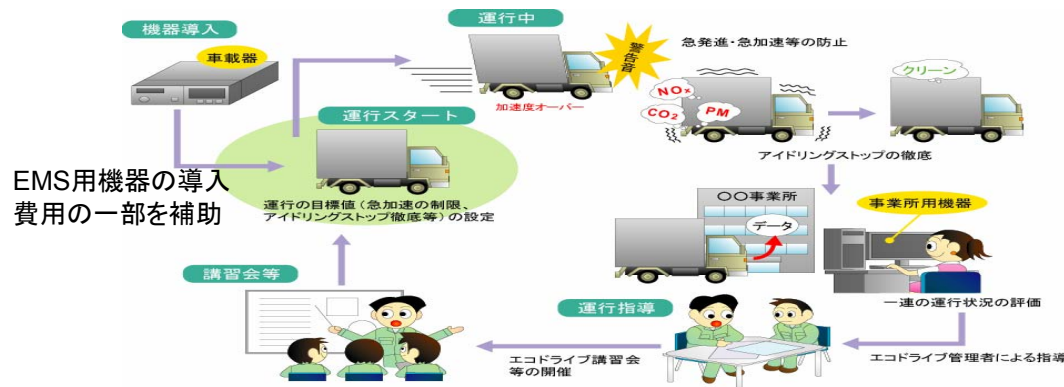 機器導入
車載器
運行中
警告音
加速度オーバー
急発進・急加速等の防止
NOx
CO2
PM
クリーン
アイドリングストップの徹底
運行スタート
運行の目標値（急加速の制限、
アイドリングストップ徹底等）の設定
EMS用機器の導入
費用の一部を補助
〇〇事業所
データ
事業所用機器
一連の運行状況の評価
講習会等
運行指導
エコドライブ講習会
等の開催
エコドライブ管理者による指導